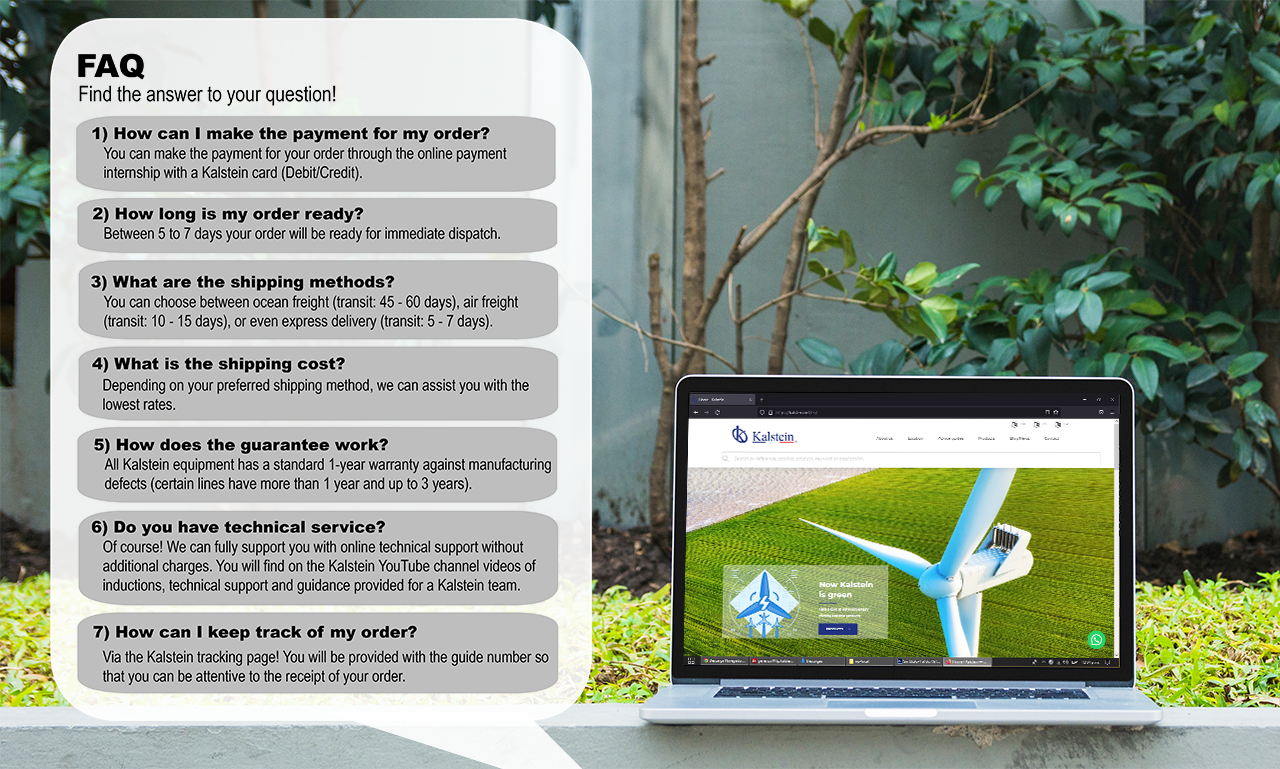 FAQ
Find the answer to your question!
1) How can I make the payment for my order?
You can make the payment for your order through the online payment
internship with a Kalstein card (Debit/Credit).
2) How long is my order ready?
Between 5 to 7 days your order will be ready for immediate dispatch.
3) What are the shipping methods?
You can choose between ocean freight (transit: 45 - 60 days), air freight
(transit: 10 - 15 days), or even express delivery (transit: 5 - 7 days).
4) What is the shipping cost?
Depending on your preferred shipping method, we can assist you with the
lowest rates.
5) How does the guarantee work?
All Kalstein equipment has a standard 1-year warranty against manufacturing
defects (certain lines have more than 1 year and up to 3 years).
6) Do you have technical service?
Of course! We can fully support you with online technical support without
additional charges. You will find on the Kalstein YouTube channel videos of
inductions, technical support and guidance provided for a Kalstein team.
7) How can I keep track of my order?
Via the Kalstein tracking page! You will be provided with the guide number so
that you can be attentive to the receipt of your order.
Kalstein
About us Location Products Contact
Now Kalstein
is green